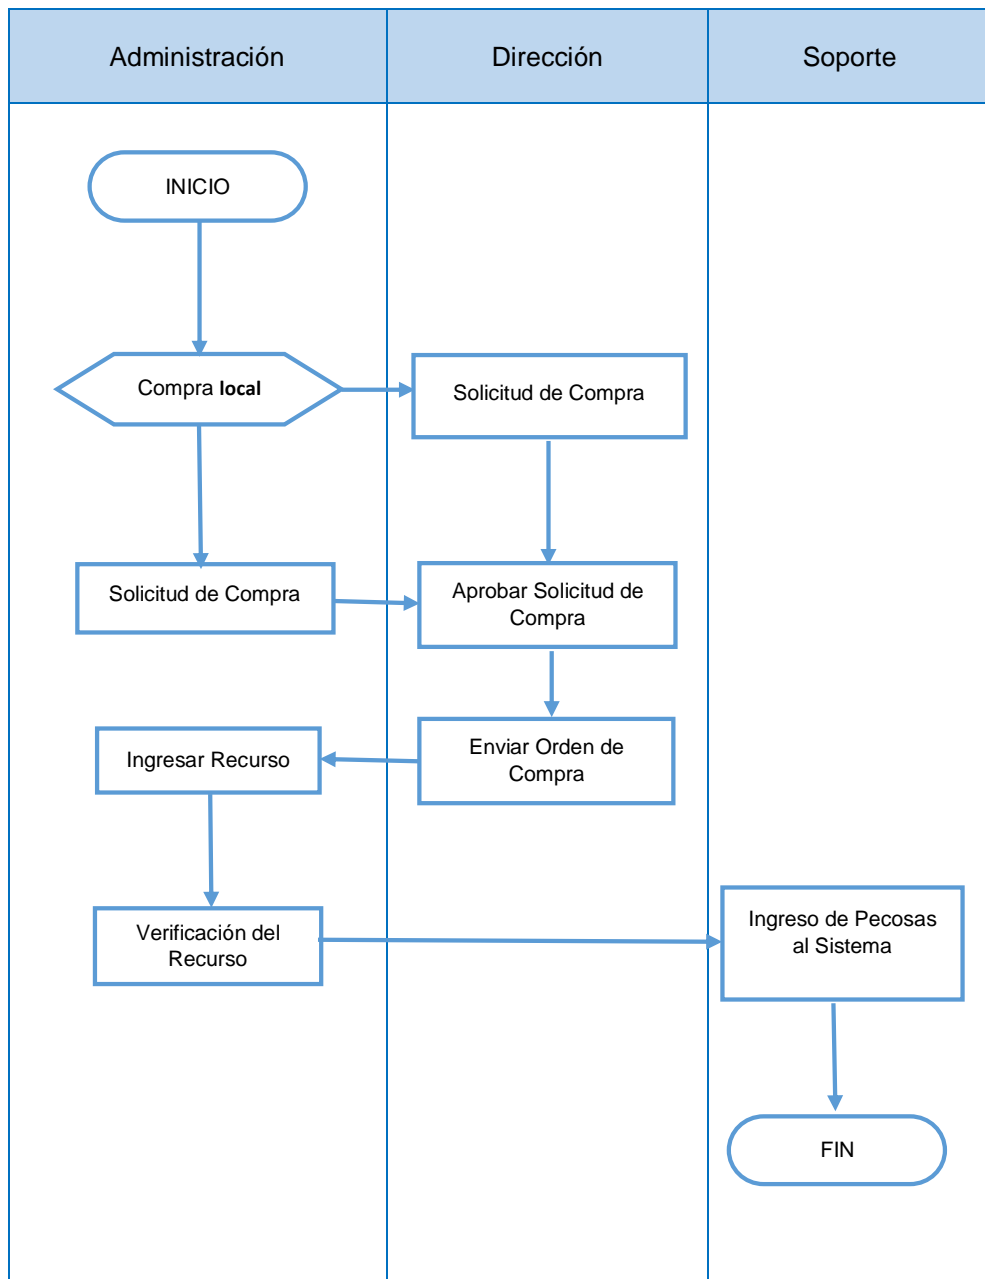 Administración
Dirección
Soporte
INICIO
Compra local
Solicitud de Compra
Solicitud de Compra
Aprobar Solicitud de
Compra
Ingresar Recurso
Enviar Orden de
Compra
Verificación del
Recurso
Ingreso de Pecosas
al Sistema
FIN